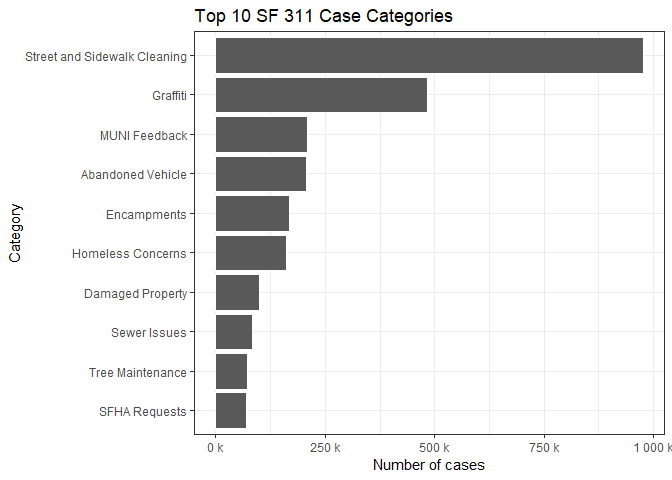 Top 10 SF 311 Case Categories
Street and Sidewalk Cleaning
Graffiti
MUNI Feedback
Abandoned Vehicle
Encampments
Homeless Concerns
Damaged Property
Sewer Issues
Tree Maintenance
SFHA Requests
Category
0 k 250 k 500 k 750 k 1 000 k
Number of cases